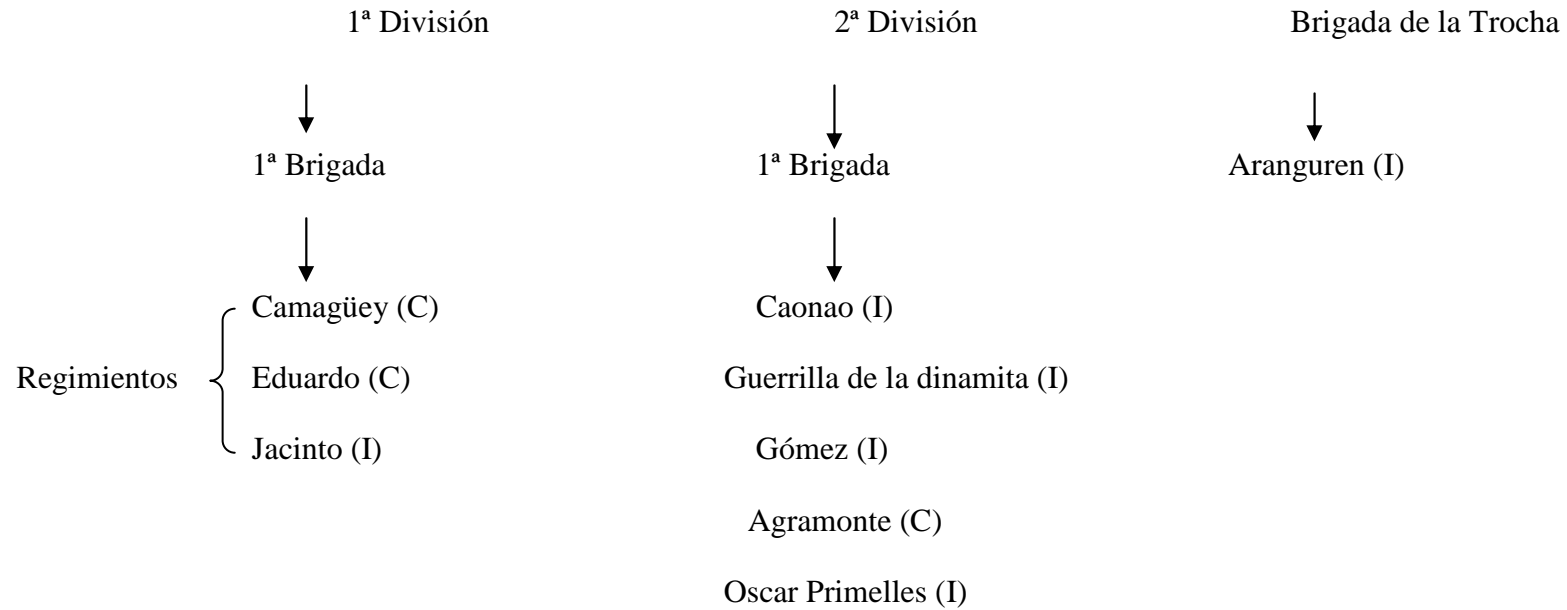 1ª División 2ª División Brigada de la Trocha
1ª Brigada 1ª Brigada Aranguren (I)
Camagüey (C) Caonao (I)
Regimientos Eduardo (C) Guerrilla de la dinamita (I)
Jacinto (I) Gómez (I)
Agramonte (C)
Oscar Primelles (I)